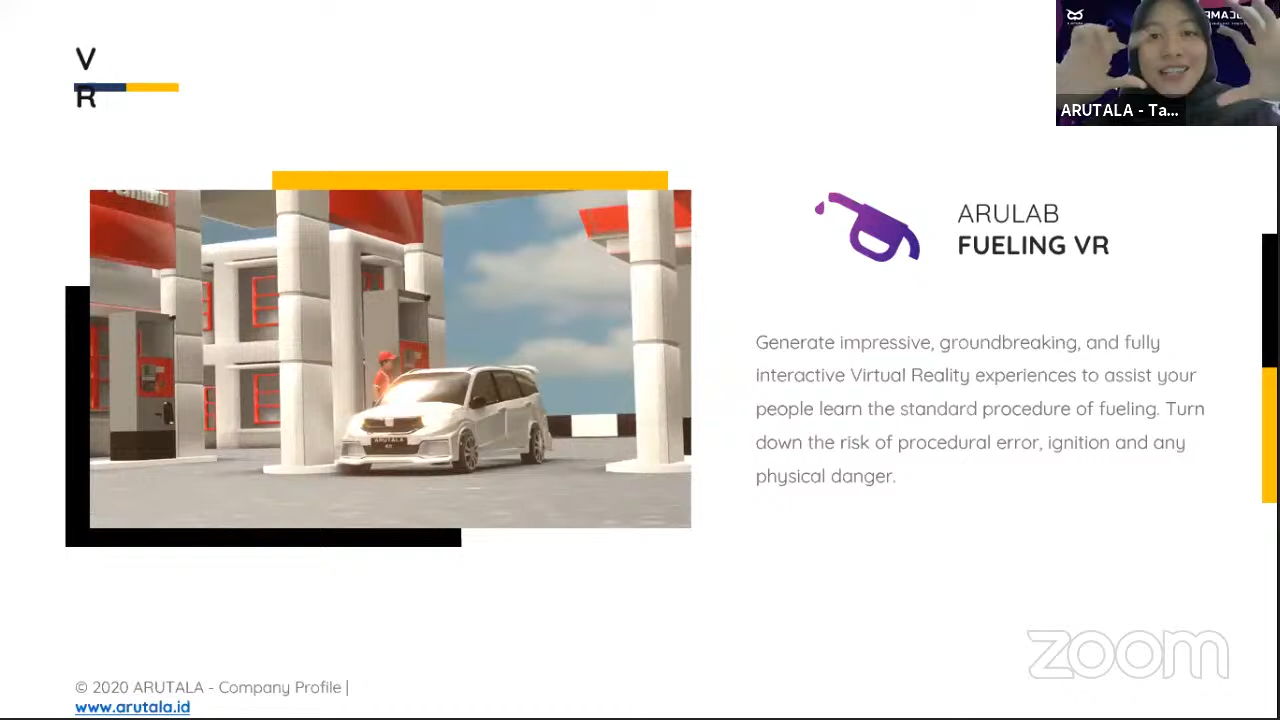 V
R
ARUTALA - Ta...
ARULAB
FUELING VR
Generate impressive, groundbreaking, and fully
interactive Virtual Reality experiences to assist your
people learn the standard procedure of fueling. Turn
down the risk of procedural error, ignition and any
physical danger.
ARUTALA
zoom
© 2020 ARUTALA - Company Profile |
www.arutala.id